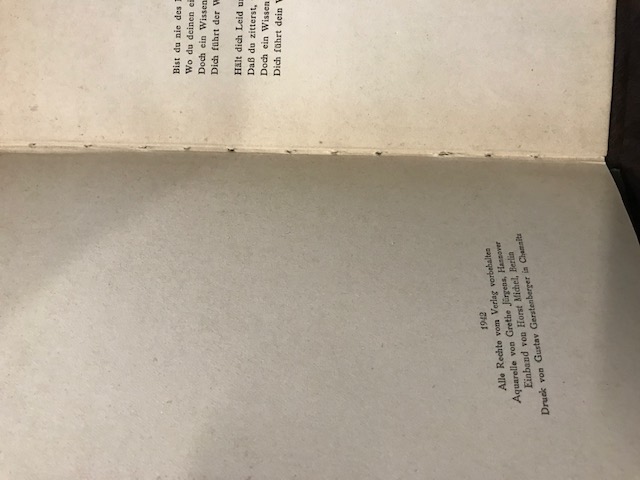 Bist du nie des
Wo du deinen
Doch ein Wissen
Dich führt der
Hält dich Leid
Daß du zitterst,
Doch ein Wissen
Dich führt dein
1942
Alle Rechte vom Verlag vorbehalten
Aquarelle von Grethe Jürgens, Hannover
Einband von Horst Michel, Berlin
Druck von Gustav Gerstenberger in Chemnitz